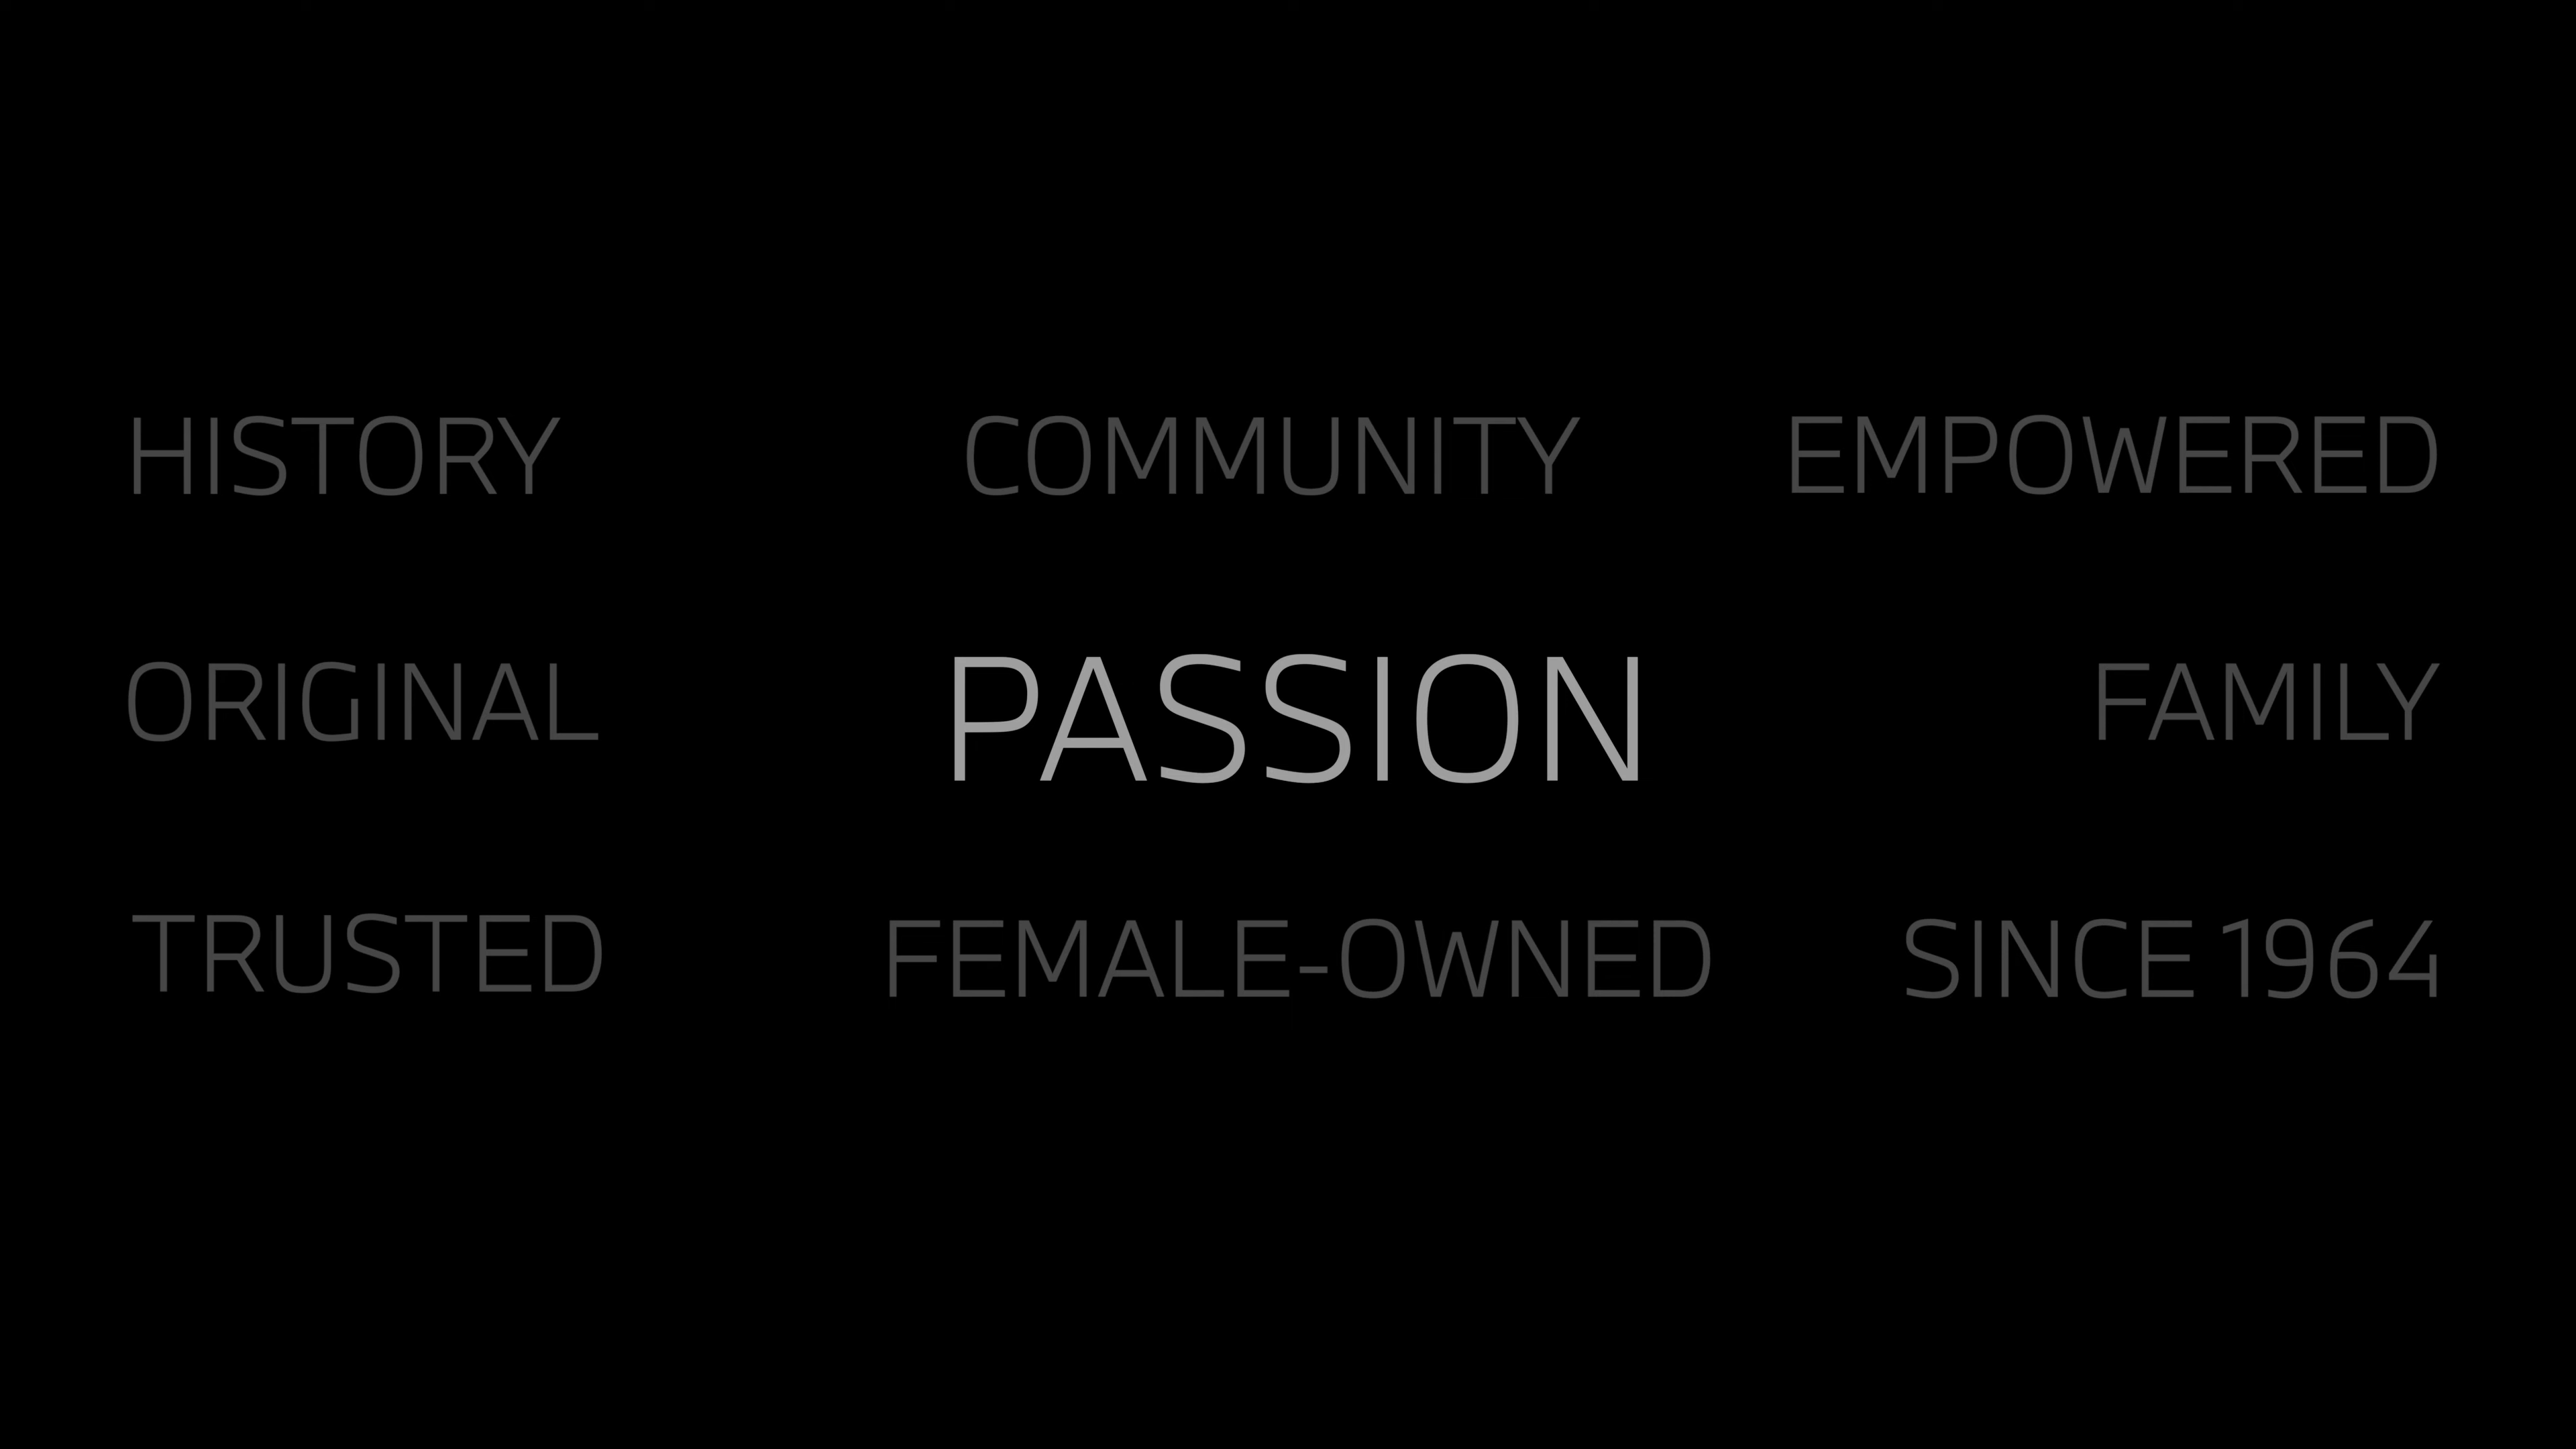 HISTORY COMMUNITY EMPOWERED
ORIGINAL PASSION FAMILY
TRUSTED FEMALE-OWNED SINCE 1964